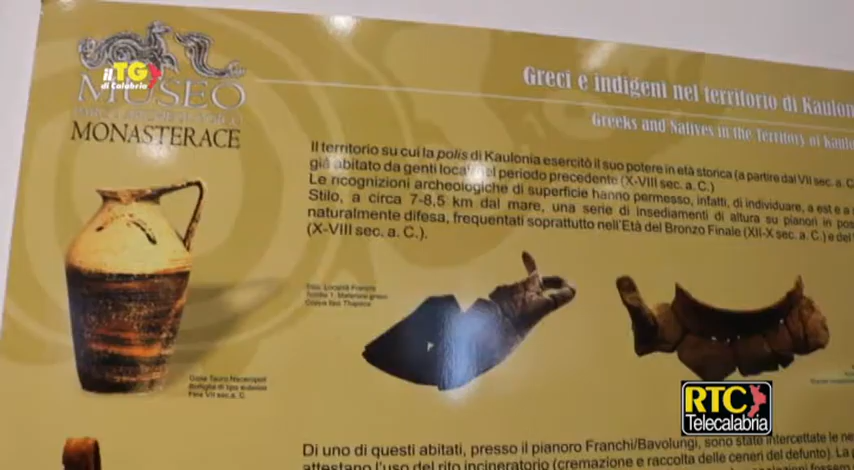 il TG
di Calabria
MUSEO
MONASTERACE
Greci e indigeni nel territorio di Kaulon
Greeks and Natives in the Territory of Kaulo
Il territorio su cui la polis di Kaulonia esercitò il suo potere in età storica (a partire dal VII sec. a. C
già abitato da genti nel periodo precedente (X-VIII sec. a. C.)
Le ricognizioni archeologiche di superficie hanno permesso, infatti, di individuare, a est e a
Stilo, a circa 7-8,5 km dal mare, una serie di insediamenti di altura su pianori in pos
naturalmente difesa, frequentati soprattutto nell'Età del Bronzo Finale (XII-X sec. a. C.) e del
(X-VIII sec. a. C.).
RTC
Telecalabria
Di uno di questi abitati, presso il pianoro Franchi/Bavolungi, sono state intercettate le ne
attestano l'uso del rito incineratorio (cremazione e raccolta delle ceneri del defunto). La